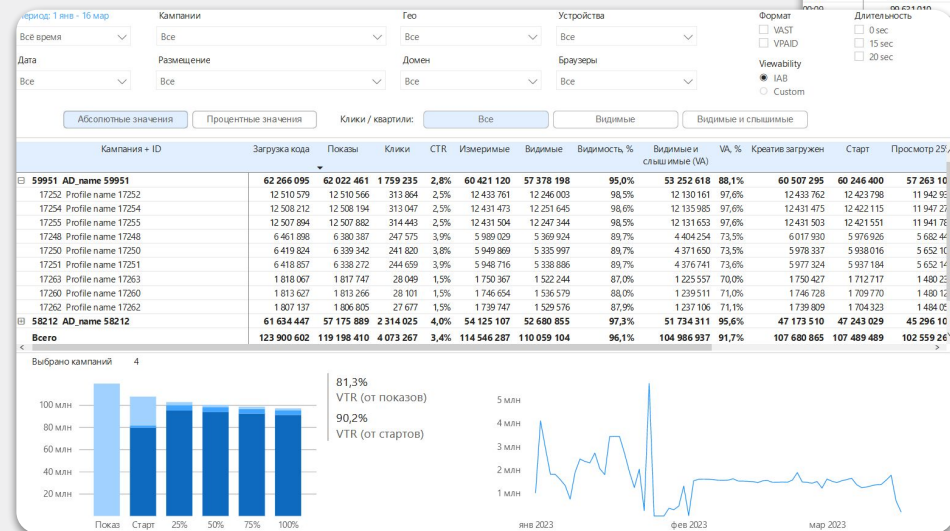 00:09 99 631 010
период: 1 янв - 16 мар Кампании Гео Устройства Формат Длительность
Всё время Все Все Все VAST 0 sec
VPAID 15 sec
Дата Размещение Домен Браузеры Viewability 20 sec
Все Все Все Все IAB
Custom
Абсолютные значения Процентные значения Клики / квартили: Все Видимые Видимые и слышимые
Кампания + ID Загрузка кода Показы Клики CTR Измеримые Видимые Видимость, % Видимые и слышимые (VA) VA, % Креатив загружен Старт Просмотр 25%
59951 AD_name 59951 62 266 095 62 022 461 1 759 235 2,8% 60 421 120 57 378 198 95,0% 53 252 618 88,1% 60 507 295 60 246 400 57 263 10
17252 Profile name 17252 12 510 579 12 510 566 313 864 2,5% 12 433 761 12 246 003 98,5% 12 130 161 97,6% 12 433 762 12 423 798 11 942 93
17254 Profile name 17254 12 508 212 12 508 194 313 047 2,5% 12 431 473 12 251 645 98,6% 12 135 985 97,6% 12 431 475 12 422 115 11 947 27
17255 Profile name 17255 12 507 894 12 507 882 314 443 2,5% 12 431 504 12 247 344 98,5% 12 131 653 97,6% 12 431 503 12 421 551 11 941 78
17248 Profile name 17248 6 461 898 6 380 387 247 575 3,9% 5 989 029 5 369 924 89,7% 4 404 254 73,5% 6 017 930 5 976 926 5 682 44
17250 Profile name 17250 6 419 824 6 339 342 241 820 3,8% 5 949 869 5 335 997 89,7% 4 371 650 73,5% 5 978 327 5 938 016 5 652 10
17251 Profile name 17251 6 418 857 6 338 272 244 659 3,9% 5 948 716 5 338 886 89,7% 4 376 741 73,6% 5 977 324 5 937 184 5 652 14
17263 Profile name 17263 1 818 067 1 817 747 28 049 1,5% 1 750 367 1 522 244 87,0% 1 225 557 70,0% 1 750 427 1 712 717 1 480 23
17260 Profile name 17260 1 813 627 1 813 266 28 101 1,5% 1 746 654 1 536 579 88,0% 1 239 511 71,0% 1 746 728 1 709 770 1 480 12
17262 Profile name 17262 1 807 137 1 806 805 27 677 1,5% 1 739 747 1 529 576 87,9% 1 237 106 71,1% 1 739 809 1 704 323 1 484 05
58212 AD_name 58212 61 634 447 57 175 889 2 314 025 4,0% 54 125 107 52 680 855 97,3% 51 734 311 95,6% 47 173 510 47 243 029 45 296 10
Всего 123 900 602 119 198 410 4 073 267 3,4% 114 546 287 110 059 104 96,1% 104 986 937 91,7% 107 680 865 107 489 489 102 559 26
Выбрано кампаний 4
81,3%
VTR (от показов)
90,2%
VTR (от стартов)
100 млн
80 млн
60 млн
40 млн
20 млн
Показ Старт 25% 50% 75% 100%
5 млн
4 млн
3 млн
2 млн
1 млн
янв 2023 фев 2023 мар 2023